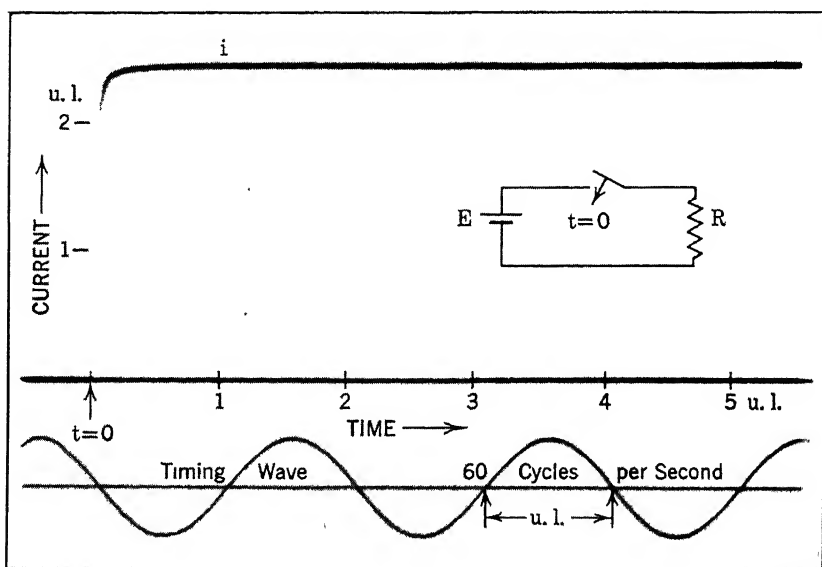 i
u. l.
2
1
CURRENT
E
t=0
R
1 2 3 4 5 u. l.
t=0
TIME
Timing Wave 60 Cycles per Second
u. l.